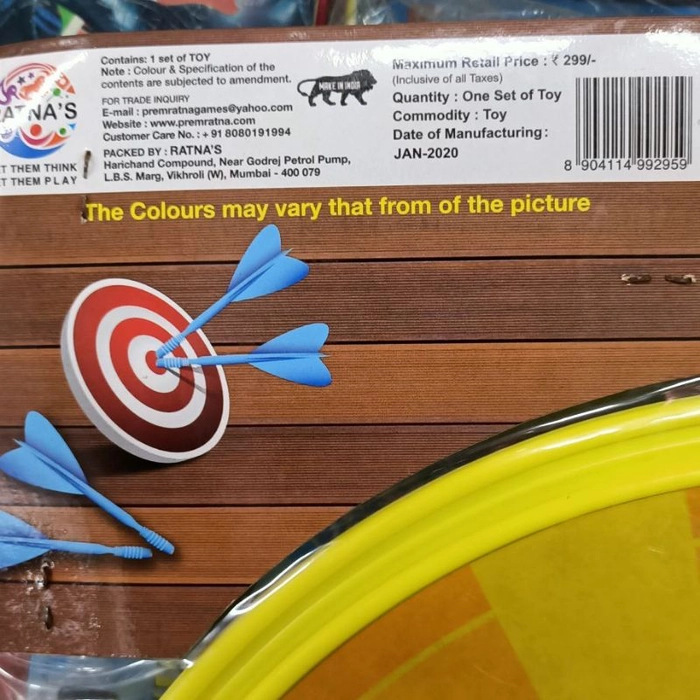 Contains: 1 set of TOY
Note : Colour & Specification of the
contents are subjected to amendment.
FOR TRADE INQUIRY
E-mail : premratnagames@yahoo.com
Website : www.premratna.com
Customer Care No. : + 91 8080191994
PACKED BY : RATNA'S
Harichand Compound, Near Godrej Petrol Pump,
L.B.S. Marg, Vikhroli (W), Mumbai - 400 079
MAKE IN INDIA
Maximum Retail Price : ₹ 299/-
(Inclusive of all Taxes)
Quantity : One Set of Toy
Commodity : Toy
Date of Manufacturing :
JAN-2020
8 904114 992959
RATNA'S
THEM THINK
THEM PLAY
The Colours may vary that from of the picture